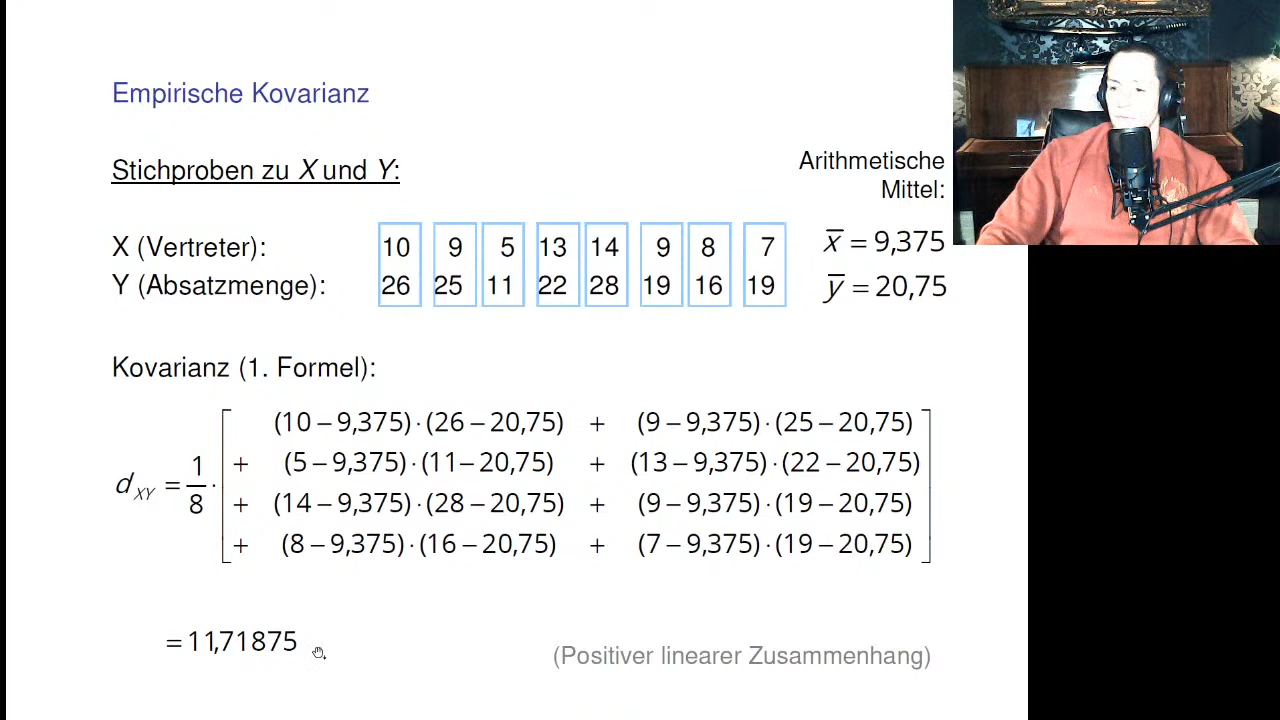 Empirische Kovarianz
Stichproben zu X und Y:
Arithmetische
Mittel:
X (Vertreter): 10 9 5 13 14 9 8 7
x̅ = 9,375
Y (Absatzmenge): 26 25 11 22 28 19 16 19
y̅ = 20,75
Kovarianz (1. Formel):
d_XY = 1/8 · [ (10 – 9,375) · (26 – 20,75) + (9 – 9,375) · (25 – 20,75)
+ (5 – 9,375) · (11 – 20,75) + (13 – 9,375) · (22 – 20,75)
+ (14 – 9,375) · (28 – 20,75) + (9 – 9,375) · (19 – 20,75)
+ (8 – 9,375) · (16 – 20,75) + (7 – 9,375) · (19 – 20,75) ]
= 11,71875
(Positiver linearer Zusammenhang)